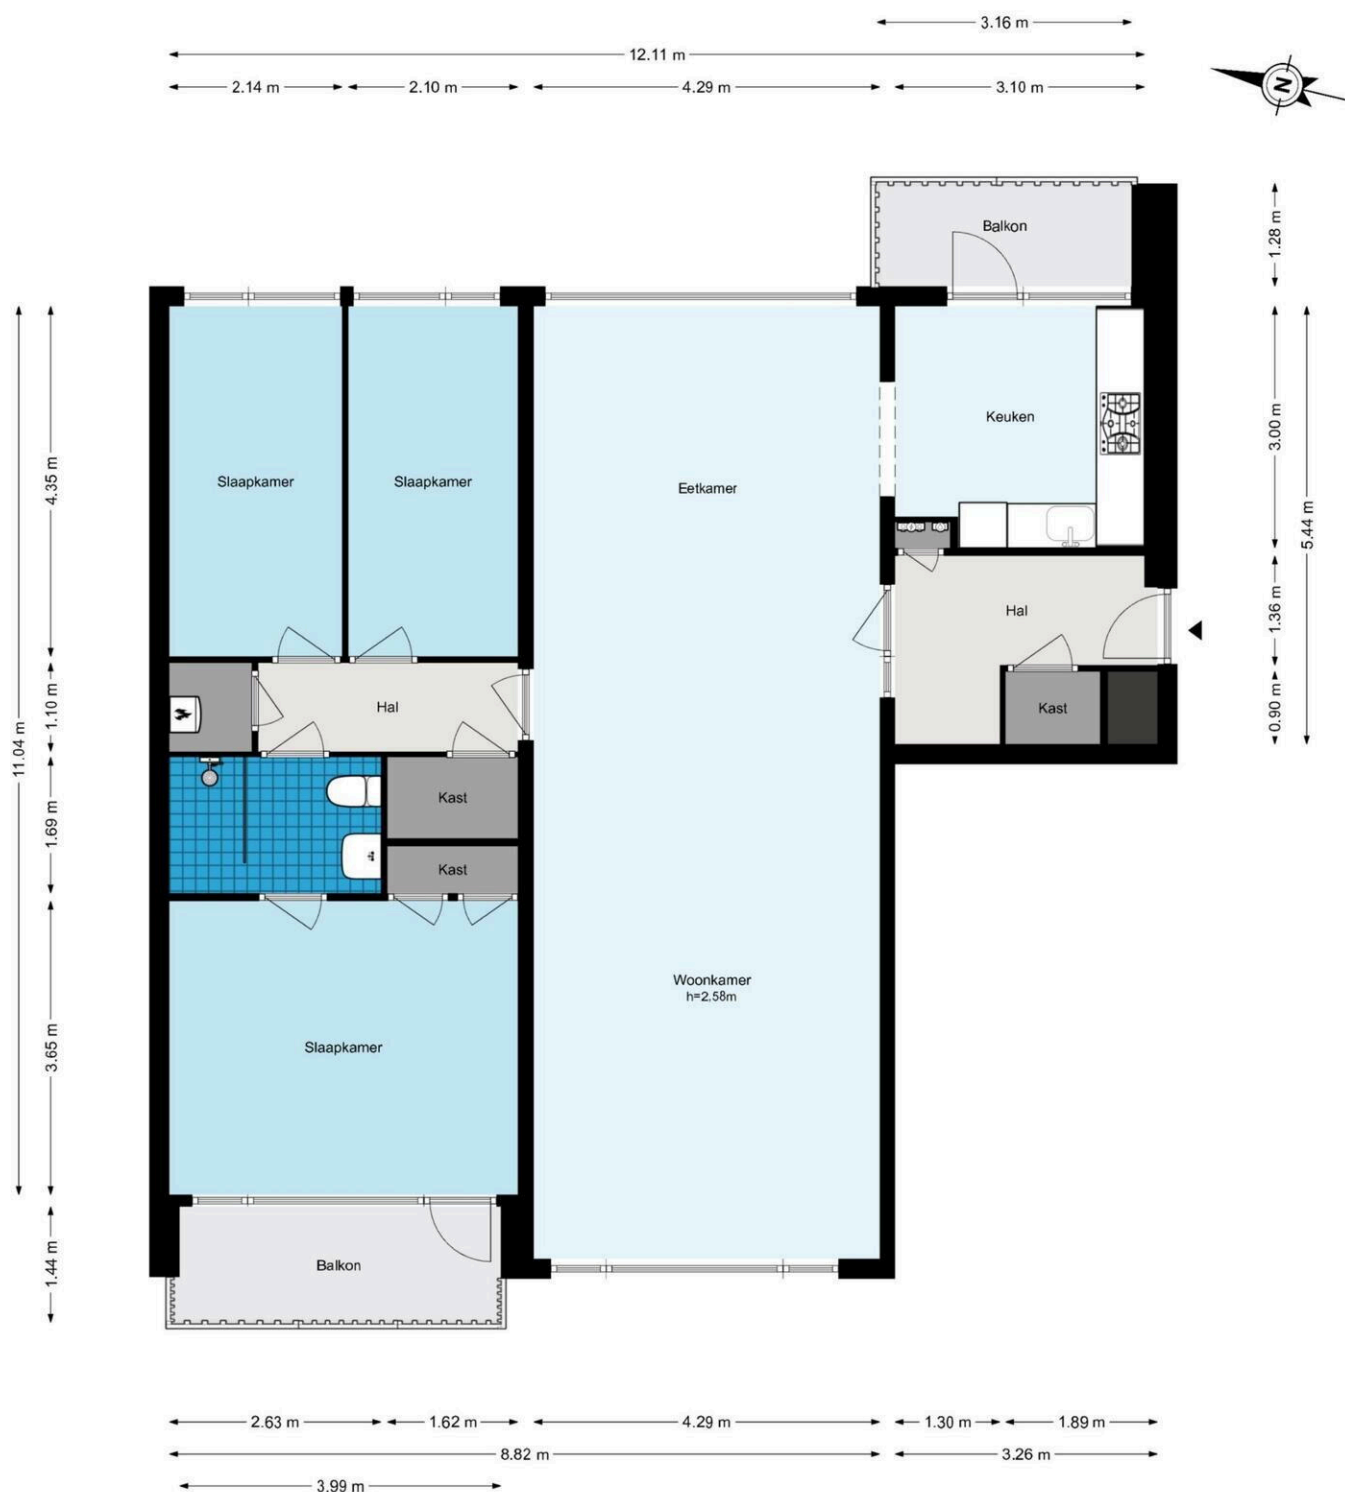 3.16 m
12.11 m
2.14 m 2.10 m 4.29 m 3.10 m
N
Balkon
1.28 m
Keuken
3.00 m
4.35 m
Slaapkamer Slaapkamer
Eetkamer
5.44 m
Hal
1.36 m
1.10 m
Hal
Kast
0.90 m
11.04 m
Kast
1.69 m
Kast
Woonkamer
h=2.58m
3.65 m
Slaapkamer
1.44 m
Balkon
2.63 m 1.62 m 4.29 m 1.30 m 1.89 m
8.82 m 3.26 m
3.99 m